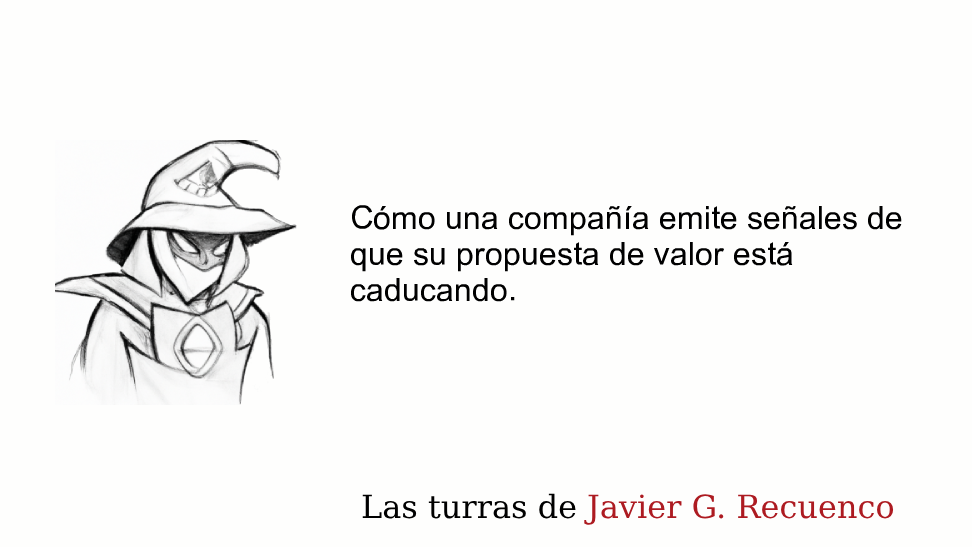 Cómo una compañía emite señales de
que su propuesta de valor está
caducando.
Las turras de Javier G. Recuenco